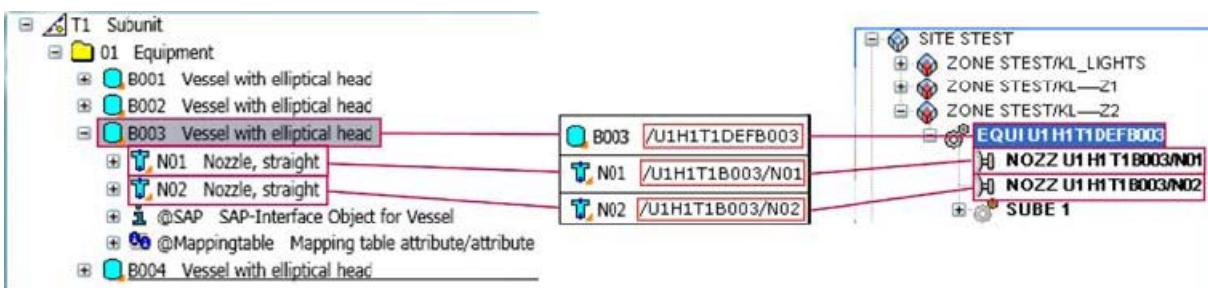 T1 Subunit
01 Equipment
B001 Vessel with elliptical head
B002 Vessel with elliptical head
B003 Vessel with elliptical head
N01 Nozzle, straight
N02 Nozzle, straight
@SAP SAP-Interface Object for Vessel
@Mappingtable Mapping table attribute/attribute
B004 Vessel with elliptical head
B003 /U1H1T1DEFB003
N01 /U1H1T1B003/N01
N02 /U1H1T1B003/N02
SITE STEST
ZONE STEST/KL_LIGHTS
ZONE STEST/KL—Z1
ZONE STEST/KL—Z2
EQUI U1H1T1DEFB003
NOZZ U1H1T1B003/N01
NOZZ U1H1T1B003/N02
SUBE 1